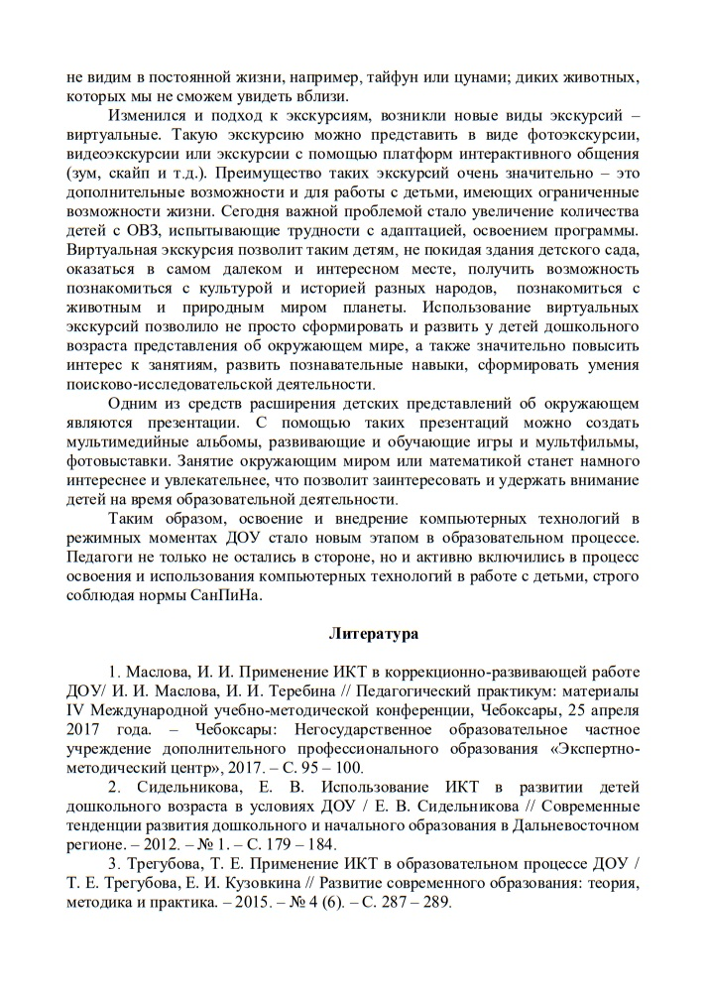 не видим в постоянной жизни, например, тайфун или цунами; диких животных,
которых мы не сможем увидеть вблизи.
Изменился и подход к экскурсиям, возникли новые виды экскурсий –
виртуальные. Такую экскурсию можно представить в виде фотоэкскурсии,
видеоэкскурсии или экскурсии с помощью платформ интерактивного общения
(зум, скайп и т.д.). Преимущество таких экскурсий очень значительно – это
дополнительные возможности и для работы с детьми, имеющих ограниченные
возможности жизни. Сегодня важной проблемой стало увеличение количества
детей с ОВЗ, испытывающие трудности с адаптацией, освоением программы.
Виртуальная экскурсия позволит таким детям, не покидая здания детского сада,
оказаться в самом далеком и интересном месте, получить возможность
познакомиться с культурой и историей разных народов, познакомиться с
животным и природным миром планеты. Использование виртуальных
экскурсий позволило не просто сформировать и развить у детей дошкольного
возраста представления об окружающем мире, а также значительно повысить
интерес к занятиям, развить познавательные навыки, сформировать умения
поисково-исследовательской деятельности.
Одним из средств расширения детских представлений об окружающем
являются презентации. С помощью таких презентаций можно создать
мультимедийные альбомы, развивающие и обучающие игры и мультфильмы,
фотовыставки. Занятие окружающим миром или математикой станет намного
интереснее и увлекательнее, что позволит заинтересовать и удержать внимание
детей на время образовательной деятельности.
Таким образом, освоение и внедрение компьютерных технологий в
режимных моментах ДОУ стало новым этапом в образовательном процессе.
Педагоги не только не остались в стороне, но и активно включились в процесс
освоения и использования компьютерных технологий в работе с детьми, строго
соблюдая нормы СанПиНа.
Литература
1. Маслова, И. И. Применение ИКТ в коррекционно-развивающей работе
ДОУ/ И. И. Маслова, И. И. Теребина // Педагогический практикум: материалы
IV Международной учебно-методической конференции, Чебоксары, 25 апреля
2017 года. – Чебоксары: Негосударственное образовательное частное
учреждение дополнительного профессионального образования «Экспертно-
методический центр», 2017. – С. 95 – 100.
2. Сидельникова, Е. В. Использование ИКТ в развитии детей
дошкольного возраста в условиях ДОУ / Е. В. Сидельникова // Современные
тенденции развития дошкольного и начального образования в Дальневосточном
регионе. – 2012. – № 1. – С. 179 – 184.
3. Трегубова, Т. Е. Применение ИКТ в образовательном процессе ДОУ /
Т. Е. Трегубова, Е. И. Кузовкина // Развитие современного образования: теория,
методика и практика. – 2015. – № 4 (6). – С. 287 – 289.